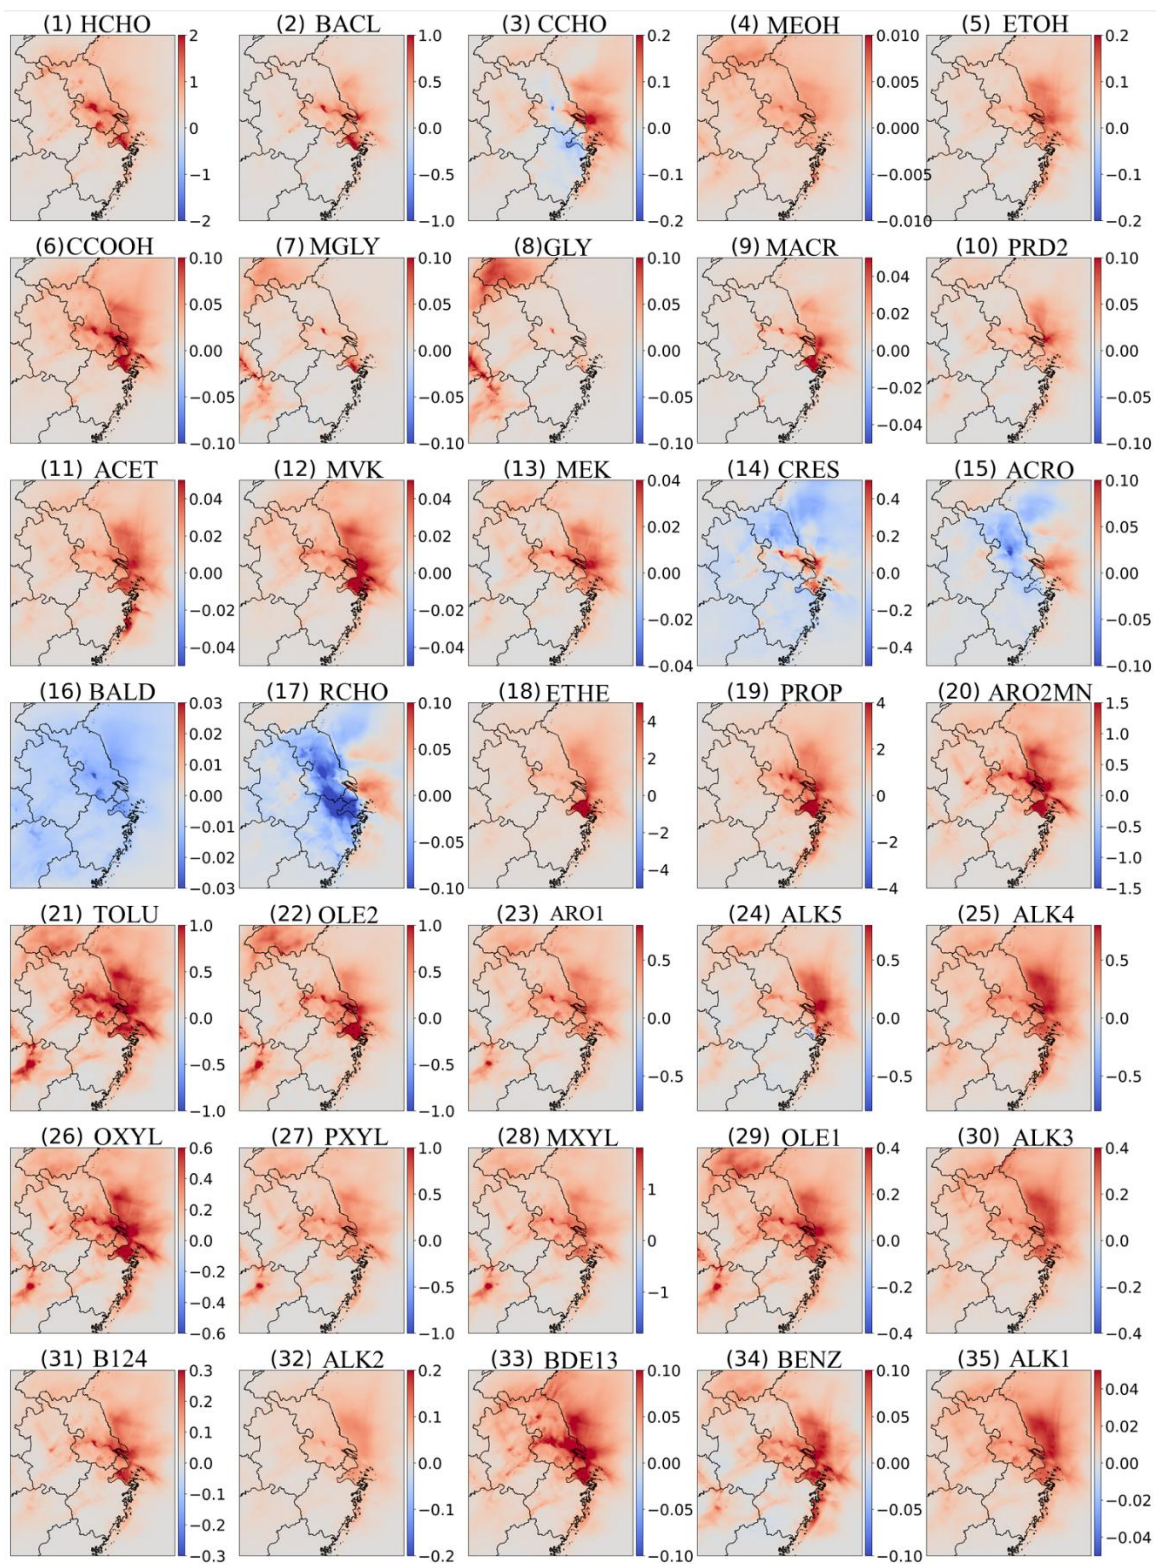 (1) HCHO (2) BACL (3) CCHO (4) MEOH (5) ETOH
2 1.0 0.2 0.010 0.2
1 0.5 0.1 0.005 0.1
0 0.0 0.0 0.000 0.0
−1 −0.5 −0.1 −0.005 −0.1
−2 −1.0 −0.2 −0.010 −0.2
(6) CCOOH (7) MGLY (8) GLY (9) MACR (10) PRD2
0.10 0.10 0.10 0.04 0.10
0.05 0.05 0.05 0.02 0.05
0.00 0.00 0.00 0.00 0.00
−0.05 −0.05 −0.05 −0.02 −0.05
−0.10 −0.10 −0.10 −0.04 −0.10
(11) ACET (12) MVK (13) MEK (14) CRES (15) ACRO
0.04 0.04 0.04 0.4 0.10
0.02 0.02 0.02 0.2 0.05
0.00 0.00 0.00 0.0 0.00
−0.02 −0.02 −0.02 −0.2 −0.05
−0.04 −0.04 −0.04 −0.4 −0.10
(16) BALD (17) RCHO (18) ETHE (19) PROP (20) ARO2MN
0.03 0.10 4 4 1.5
0.02 1.0
0.01 0.05 2 2 0.5
0.00 0.00 0 0 0.0
−0.01 −0.05 −2 −2 −0.5
−0.02 −1.0
−0.03 −0.10 −4 −4 −1.5
(21) TOLU (22) OLE2 (23) ARO1 (24) ALK5 (25) ALK4
1.0 1.0
0.5 0.5 0.5 0.5 0.5
0.0 0.0 0.0 0.0 0.0
−0.5 −0.5 −0.5 −0.5 −0.5
−1.0 −1.0
(26) OXYL (27) PXYL (28) MXYL (29) OLE1 (30) ALK3
0.6 1.0 0.4 0.4
0.4 0.5 1
0.2 0.2 0.2
0.0 0.0 0 0.0 0.0
−0.2 −0.2 −0.2
−0.4 −0.5 −1
−0.6 −1.0 −0.4 −0.4
(31) B124 (32) ALK2 (33) BDE13 (34) BENZ (35) ALK1
0.3 0.2 0.10 0.10 0.04
0.2 0.1 0.05 0.05
0.1 0.02
0.0 0.0 0.00 0.00 0.00
−0.1 −0.02
−0.2 −0.1 −0.05 −0.05
−0.3 −0.2 −0.10 −0.10 −0.04